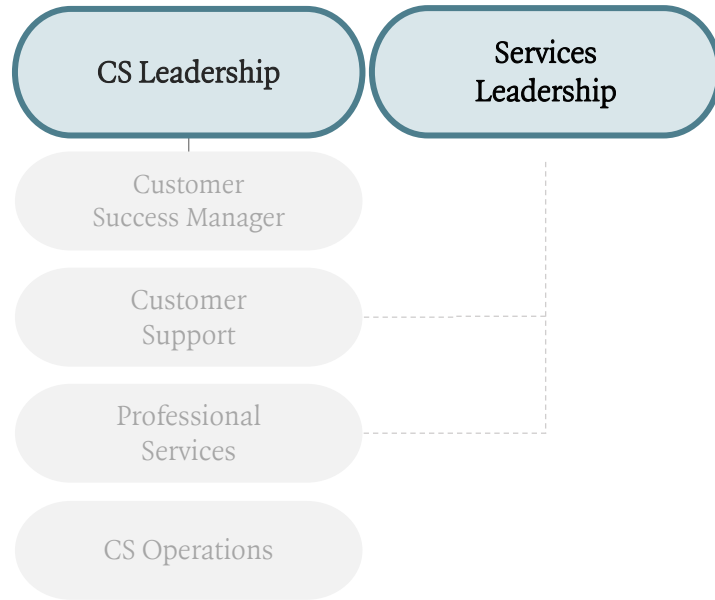 CS Leadership
Services
Leadership
Customer
Success Manager
Customer
Support
Professional
Services
CS Operations